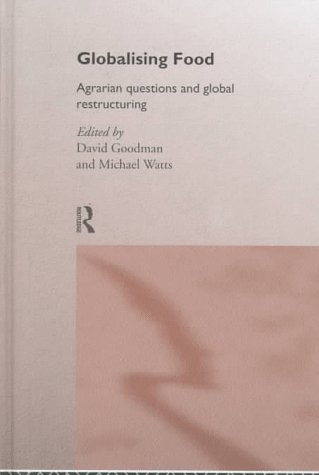 Globalising Food
Agrarian questions and global
restructuring
Edited by
David Goodman
and Michael Watts
R